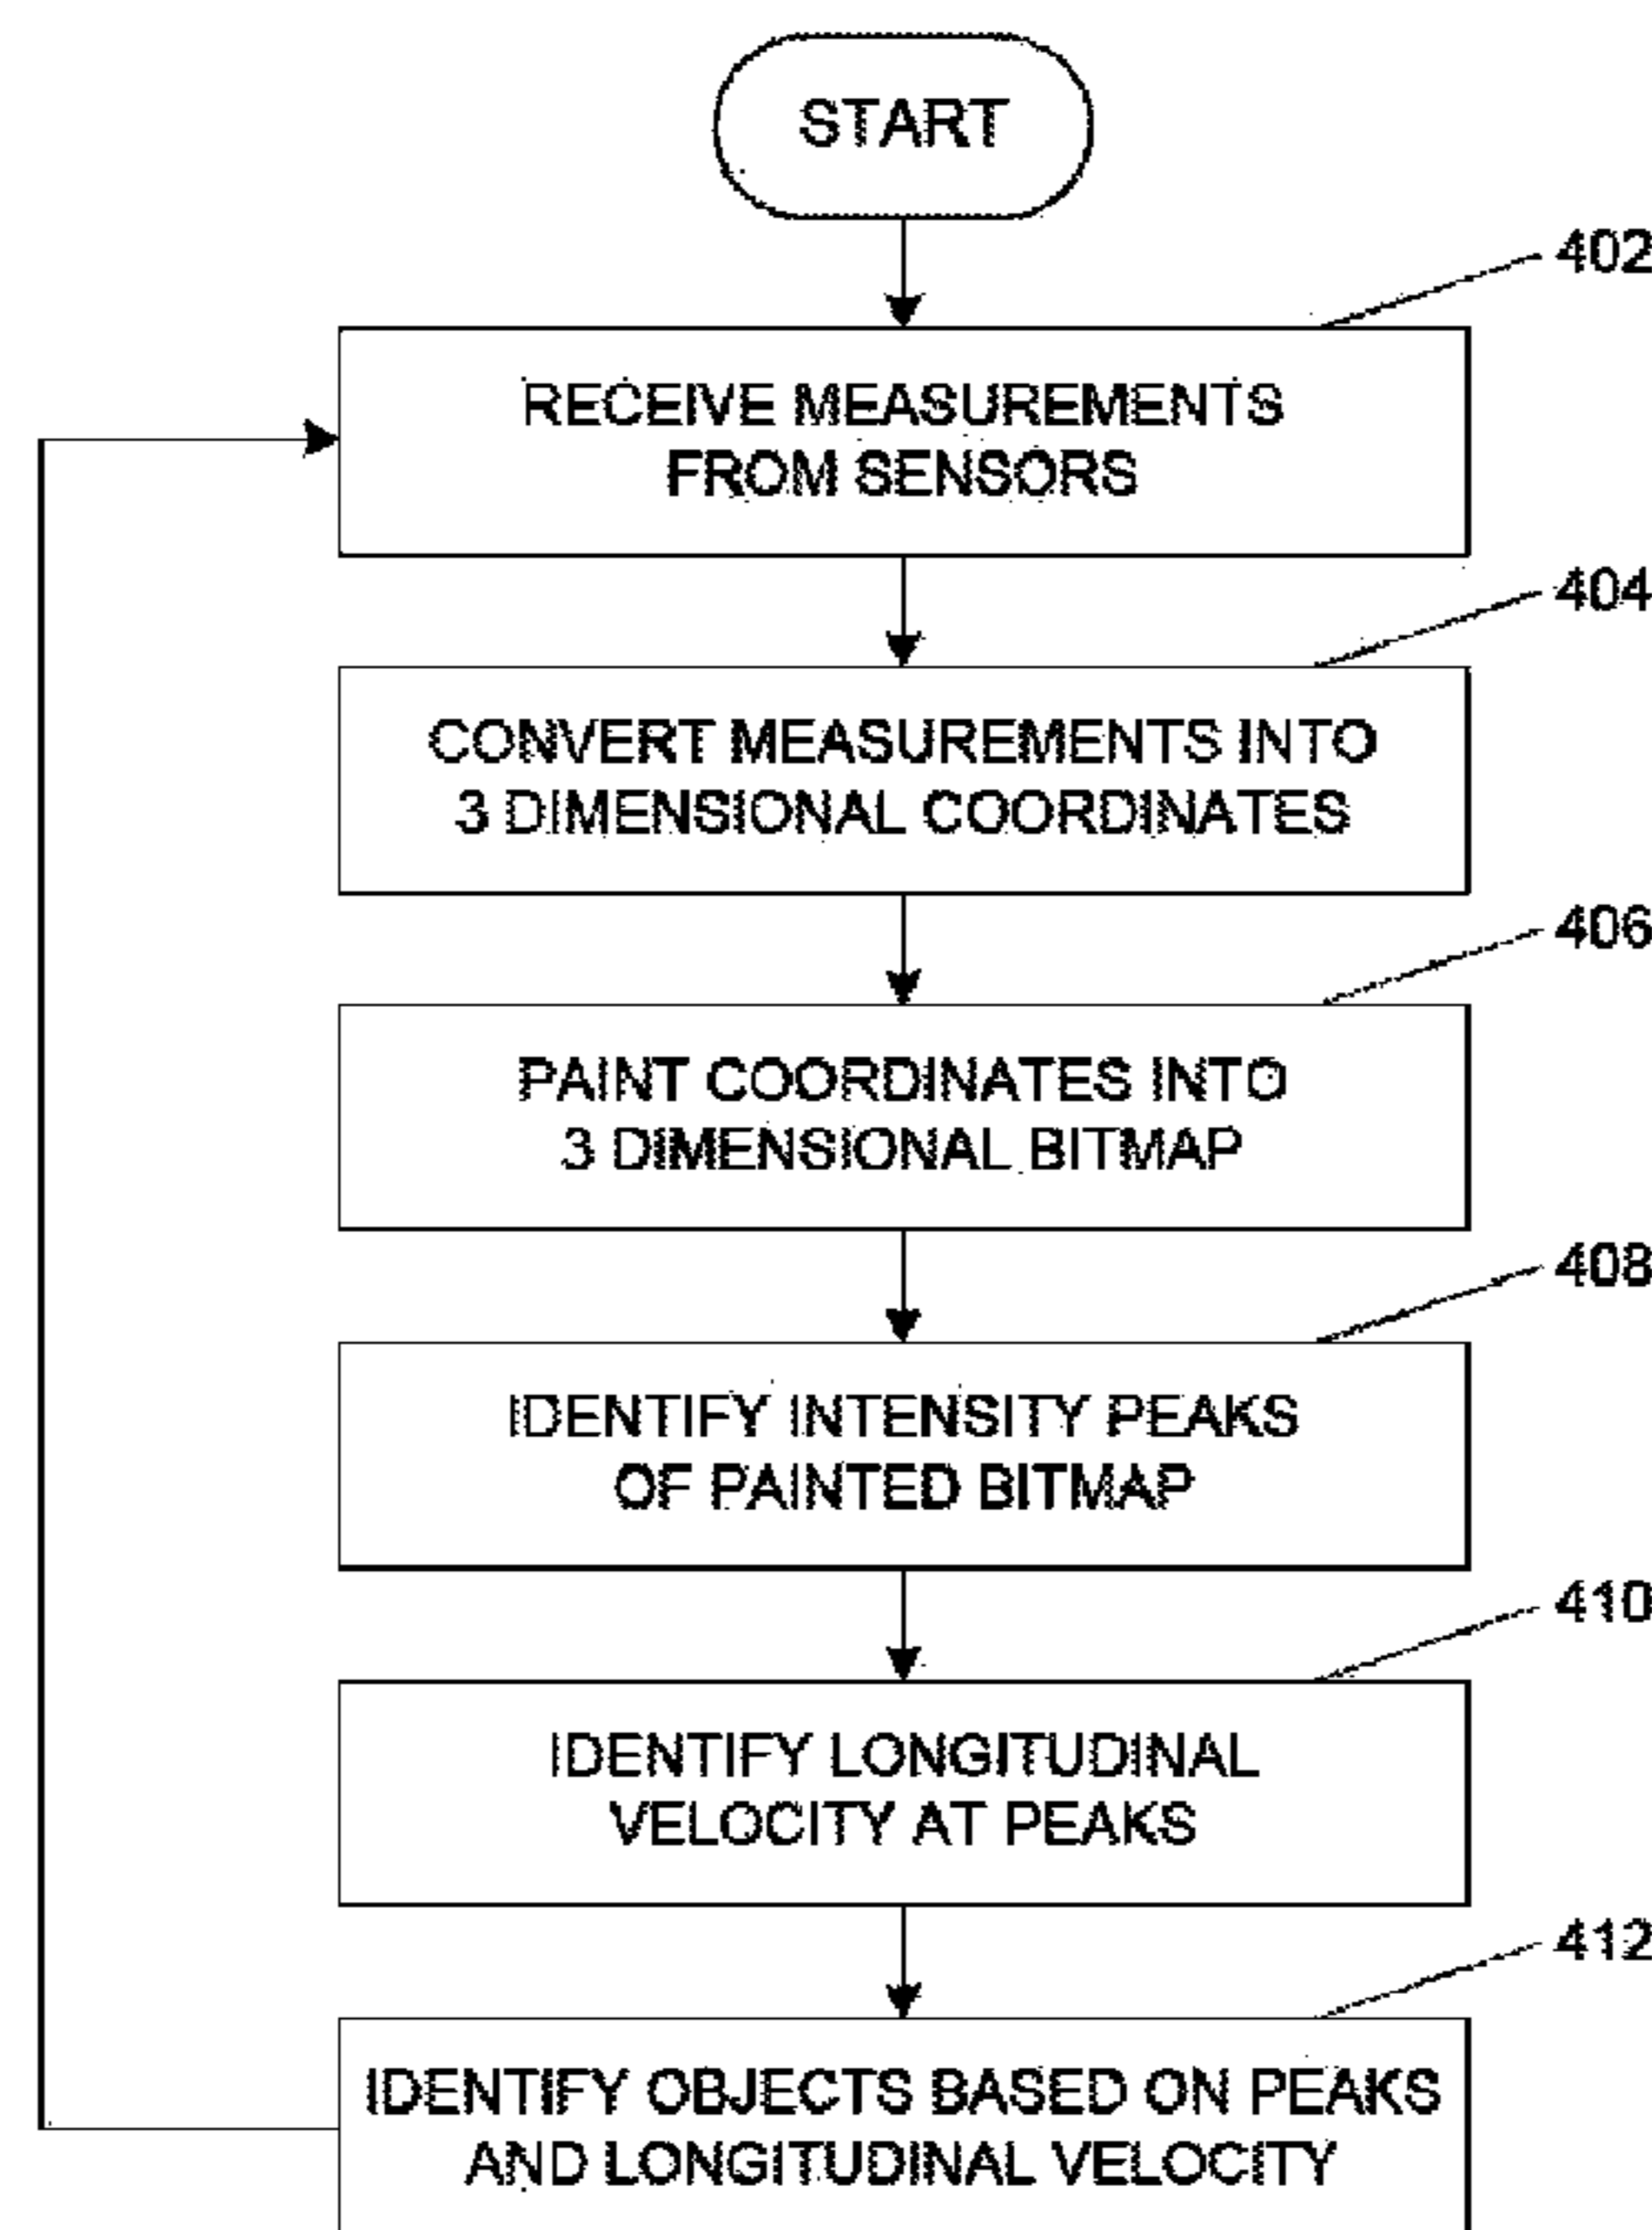 START
402
RECEIVE MEASUREMENTS
FROM SENSORS
404
CONVERT MEASUREMENTS INTO
3 DIMENSIONAL COORDINATES
406
PAINT COORDINATES INTO
3 DIMENSIONAL BITMAP
408
IDENTIFY INTENSITY PEAKS
OF PAINTED BITMAP
410
IDENTIFY LONGITUDINAL
VELOCITY AT PEAKS
412
IDENTIFY OBJECTS BASED ON PEAKS
AND LONGITUDINAL VELOCITY